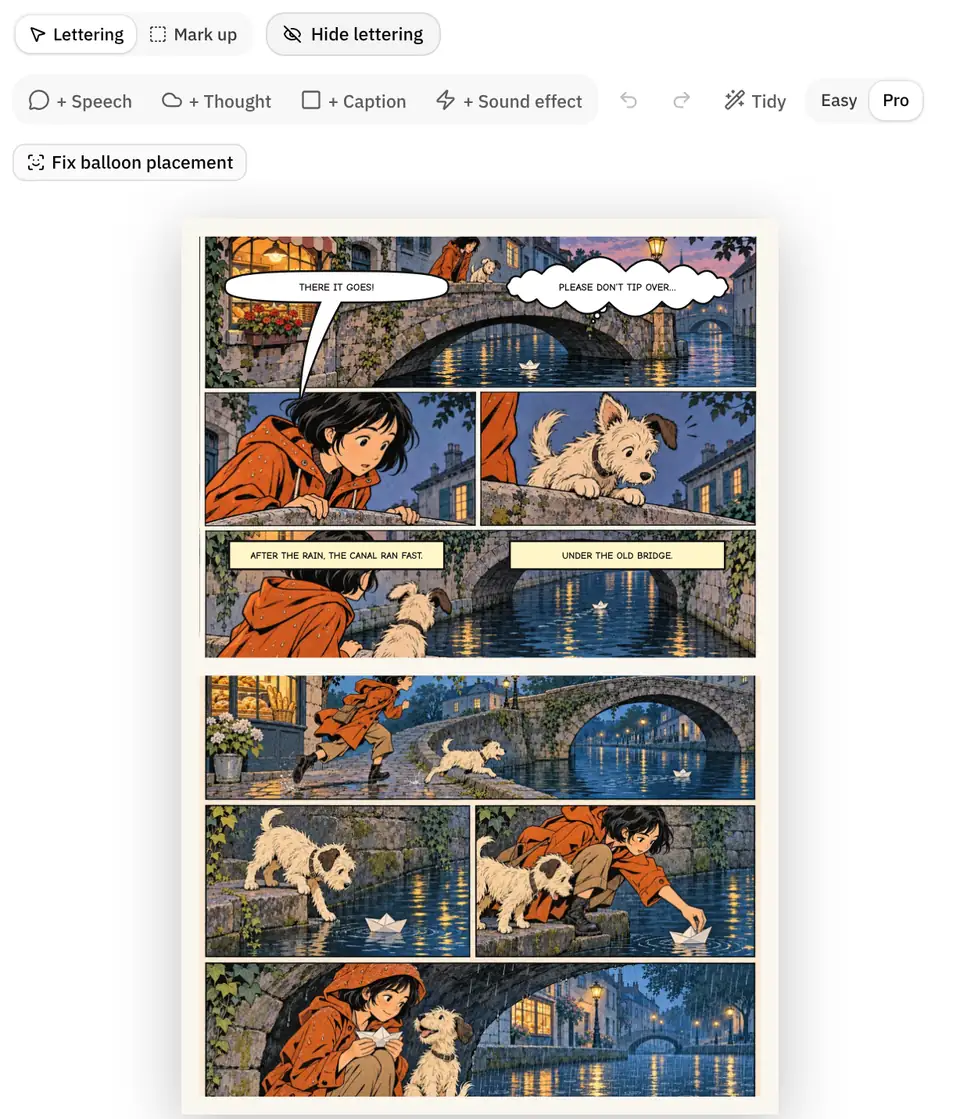 Lettering
Mark up
Hide lettering
+ Speech
+ Thought
+ Caption
+ Sound effect
Tidy
Easy
Pro
Fix balloon placement
THERE IT GOES!
PLEASE DON'T TIP OVER...
AFTER THE RAIN, THE CANAL RAN FAST.
UNDER THE OLD BRIDGE.